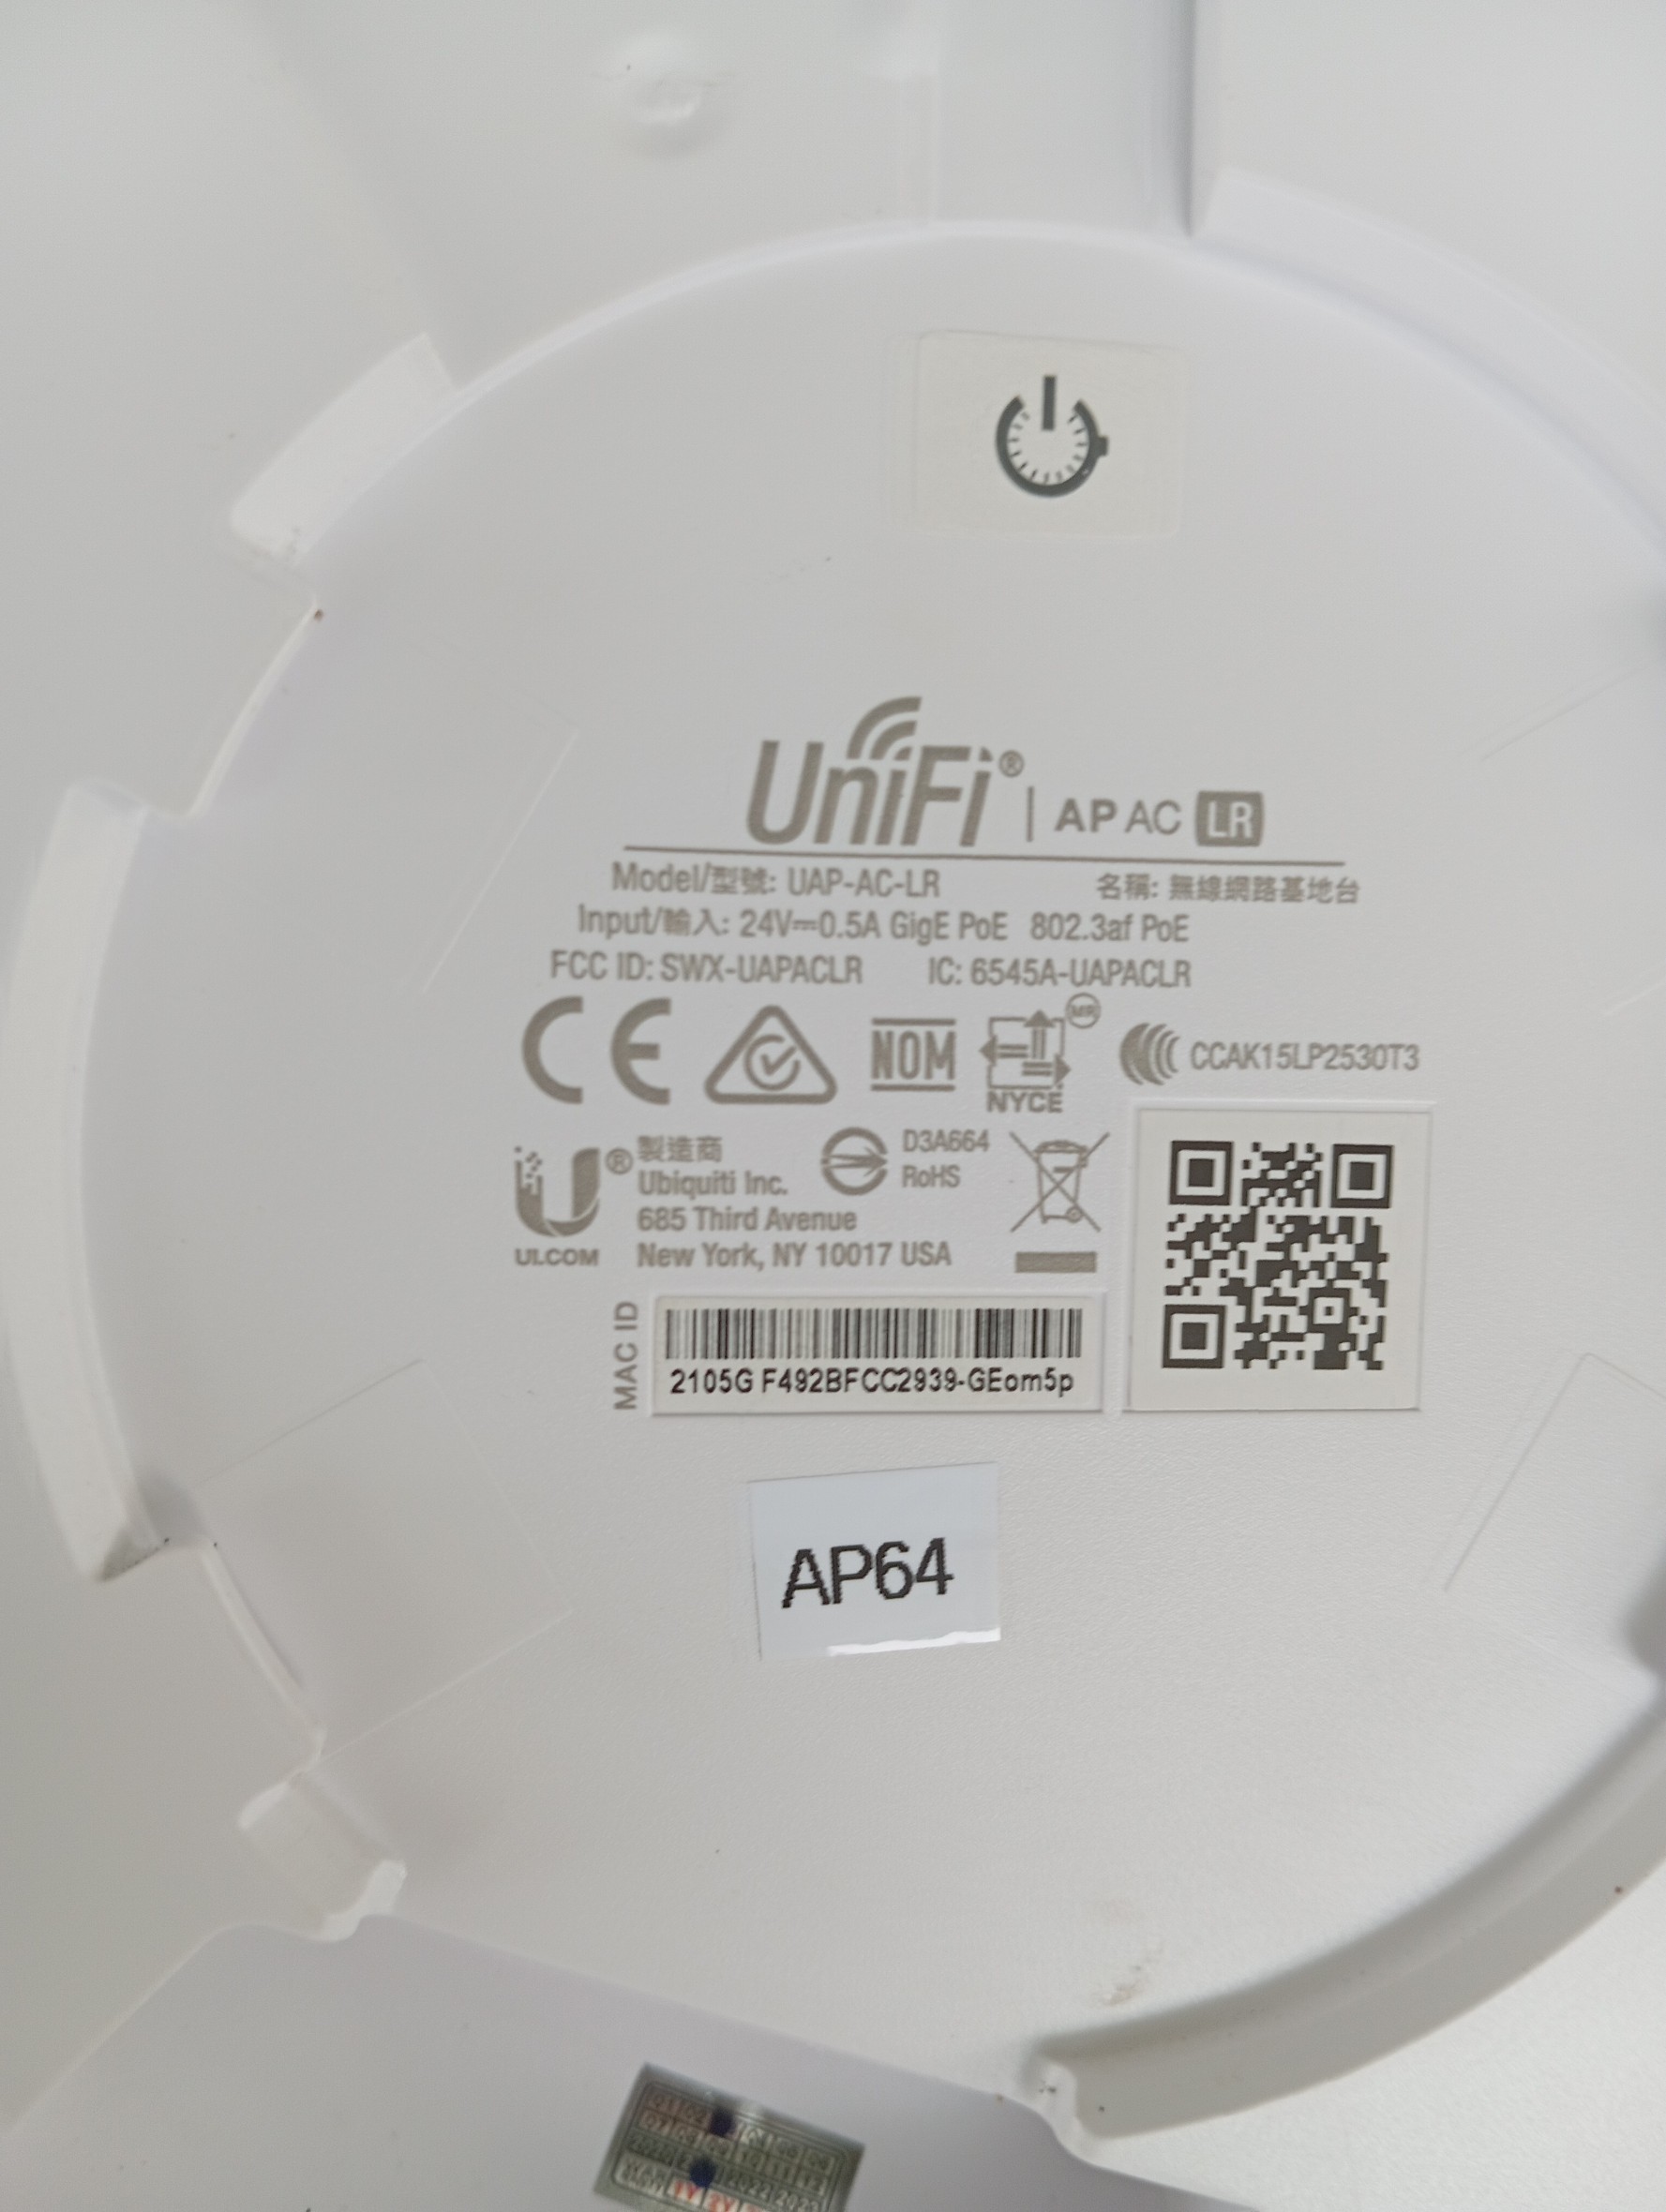 UniFi® | AP AC LR
Model/型號: UAP-AC-LR 名稱: 無線網路基地台
Input/輸入: 24V⎓0.5A GigE PoE 802.3af PoE
FCC ID: SWX-UAPACLR IC: 6545A-UAPACLR
CE NOM NYCE MR CCAK15LP2530T3
製造商 D3A664
Ubiquiti Inc. RoHS
685 Third Avenue
UI.COM New York, NY 10017 USA
MAC ID
2105G F492BFCC2939-GEom5p
AP64